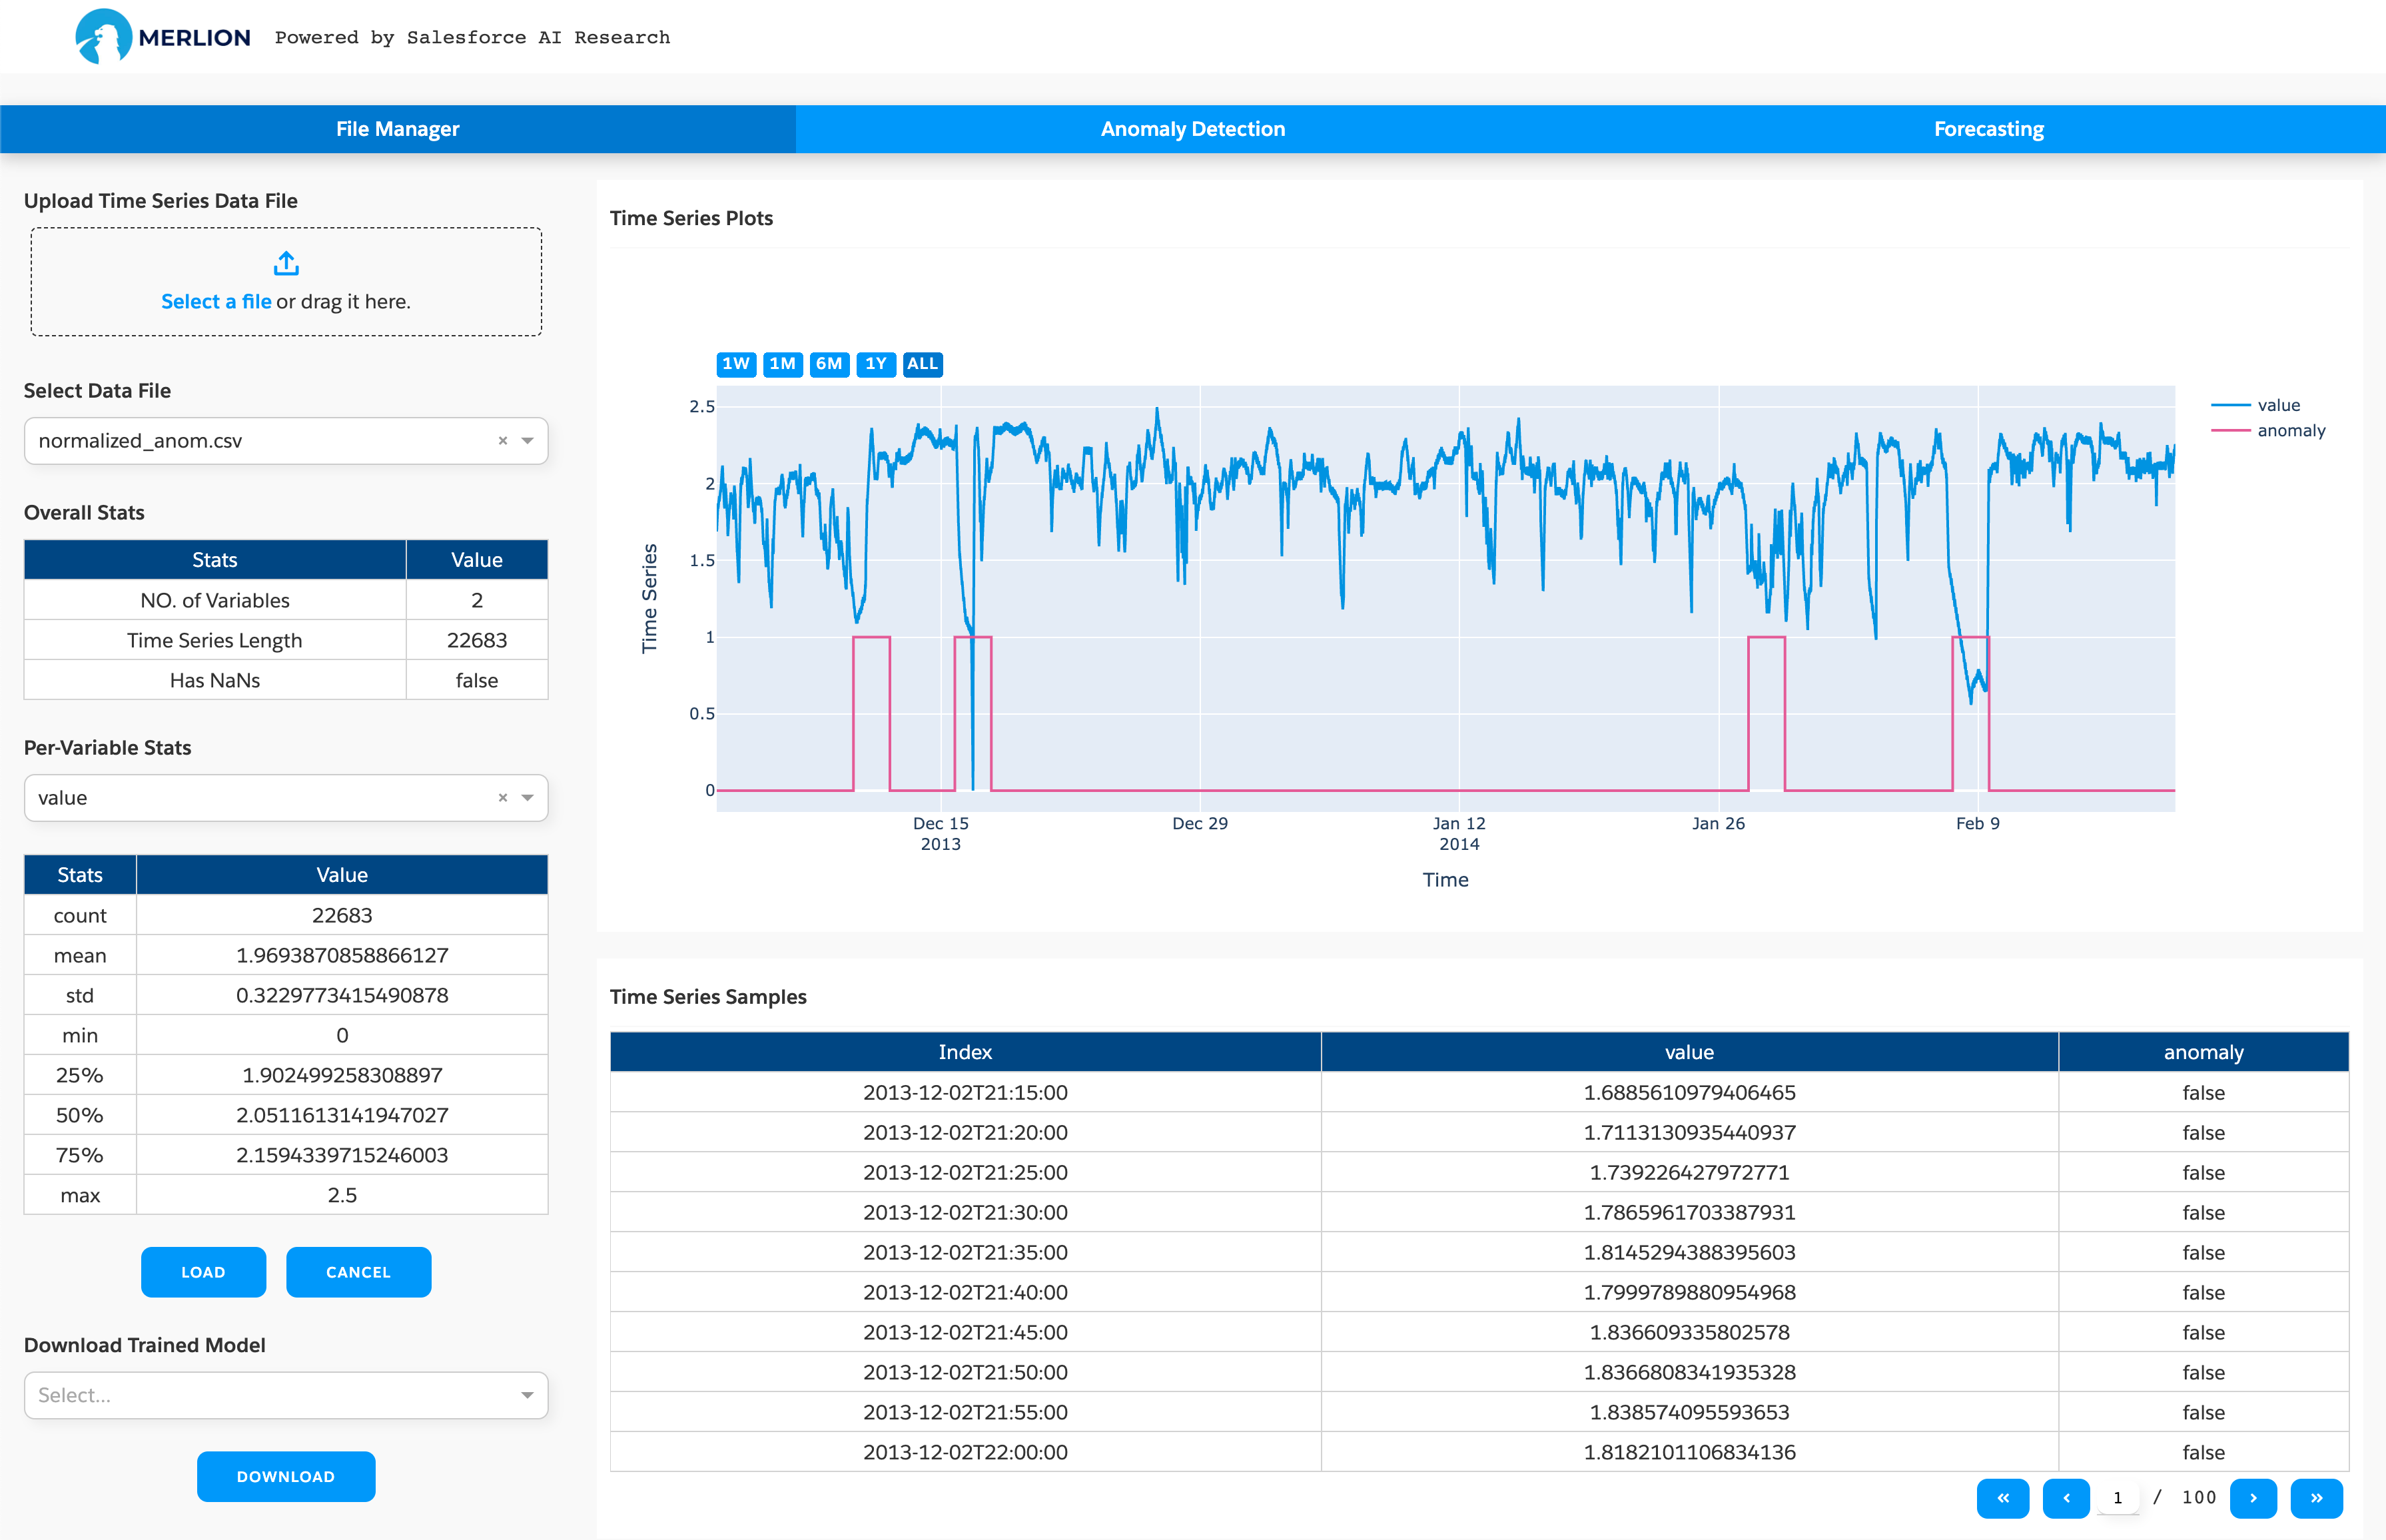 MERLION Powered by Salesforce AI Research
File Manager Anomaly Detection Forecasting
Upload Time Series Data File
Select a file or drag it here.
Select Data File
normalized_anom.csv ×
Overall Stats
Stats Value
NO. of Variables 2
Time Series Length 22683
Has NaNs false
Per-Variable Stats
value ×
Stats Value
count 22683
mean 1.9693870858866127
std 0.3229773415490878
min 0
25% 1.902499258308897
50% 2.0511613141947027
75% 2.1594339715246003
max 2.5
LOAD CANCEL
Download Trained Model
Select...
DOWNLOAD
Time Series Plots
1W 1M 6M 1Y ALL
value
anomaly
2.5
2
1.5
1
0.5
0
Time Series
Dec 15 Dec 29 Jan 12 Jan 26 Feb 9
2013 2014
Time
Time Series Samples
Index value anomaly
2013-12-02T21:15:00 1.6885610979406465 false
2013-12-02T21:20:00 1.7113130935440937 false
2013-12-02T21:25:00 1.739226427972771 false
2013-12-02T21:30:00 1.7865961703387931 false
2013-12-02T21:35:00 1.8145294388395603 false
2013-12-02T21:40:00 1.7999789880954968 false
2013-12-02T21:45:00 1.836609335802578 false
2013-12-02T21:50:00 1.8366808341935328 false
2013-12-02T21:55:00 1.838574095593653 false
2013-12-02T22:00:00 1.8182101106834136 false
« ‹ 1 / 100 › »